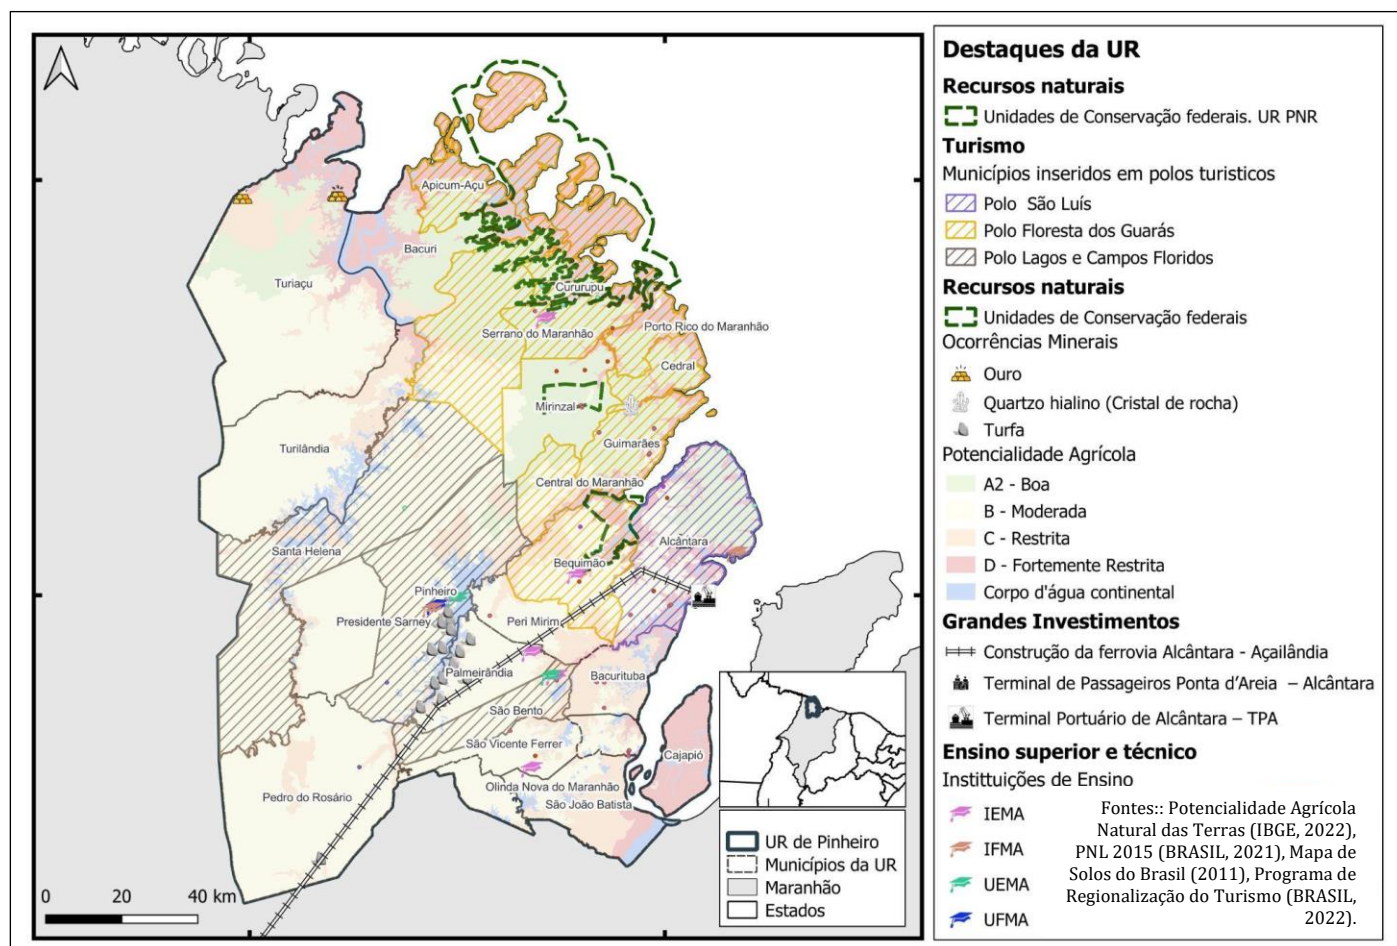 Apicum-Açu
Bacuri
Turiaçu
Cururupu
Serrano do Maranhão
Porto Rico do Maranhão
Cedral
Mirinzal
Guimarães
Turilândia
Central do Maranhão
Santa Helena
Alcântara
Bequimão
Pinheiro
Presidente Sarney
Peri Mirim
Palmeirândia
Bacurituba
São Bento
São Vicente Ferrer
Cajapió
Olinda Nova do Maranhão
Pedro do Rosário
São João Batista
0 20 40 km
UR de Pinheiro
Municípios da UR
Maranhão
Estados
Destaques da UR
Recursos naturais
Unidades de Conservação federais. UR PNR
Turismo
Municípios inseridos em polos turisticos
Polo São Luís
Polo Floresta dos Guarás
Polo Lagos e Campos Floridos
Recursos naturais
Unidades de Conservação federais
Ocorrências Minerais
Ouro
Quartzo hialino (Cristal de rocha)
Turfa
Potencialidade Agrícola
A2 - Boa
B - Moderada
C - Restrita
D - Fortemente Restrita
Corpo d'água continental
Grandes Investimentos
Construção da ferrovia Alcântara - Açailândia
Terminal de Passageiros Ponta d’Areia – Alcântara
Terminal Portuário de Alcântara – TPA
Ensino superior e técnico
Instittuições de Ensino
IEMA
IFMA
UEMA
UFMA
Fontes:: Potencialidade Agrícola
Natural das Terras (IBGE, 2022),
PNL 2015 (BRASIL, 2021), Mapa de
Solos do Brasil (2011), Programa de
Regionalização do Turismo (BRASIL,
2022).